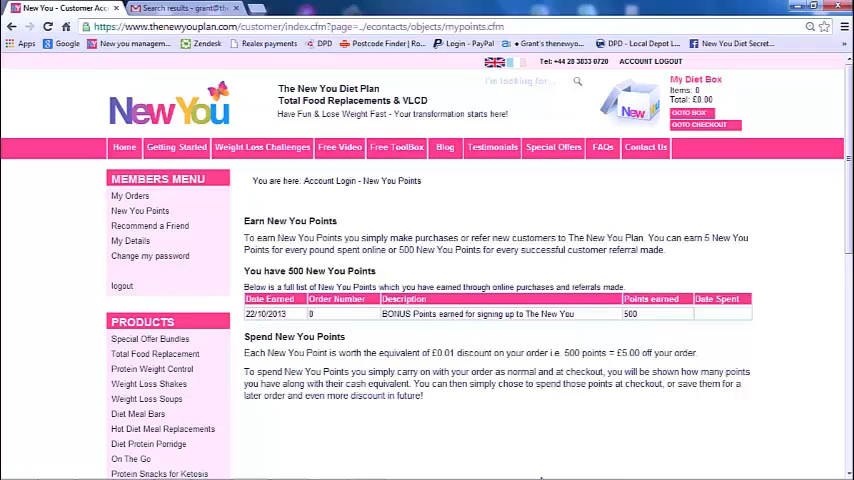 New You - Customer Acc
Search results - grant@the
https://www.thenewyouplan.com/customer/index.cfm?page=../econtacts/objects/mypoints.cfm
Apps
Google
New you managem...
Zendesk
Realex payments
DPD
Postcode Finder | Ro...
Login - PayPal
Grant's thenewyo...
DPD - Local Depot L...
New You Diet Secret...
Tel: +44 28 3833 0720 ACCOUNT LOGOUT
New You
The New You Diet Plan
Total Food Replacements & VLCD
Have Fun & Lose Weight Fast - Your transformation starts here!
I'm looking for...
New
My Diet Box
Items: 0
Total: £0.00
GOTO BOX
GOTO CHECKOUT
Home Getting Started Weight Loss Challenges Free Video Free ToolBox Blog Testimonials Special Offers FAQs Contact Us
MEMBERS MENU
My Orders
New You Points
Recommend a Friend
My Details
Change my password
logout
PRODUCTS
Special Offer Bundles
Total Food Replacement
Protein Weight Control
Weight Loss Shakes
Weight Loss Soups
Diet Meal Bars
Hot Diet Meal Replacements
Diet Protein Porridge
On The Go
Protein Snacks for Ketosis
You are here: Account Login - New You Points
Earn New You Points
To earn New You Points you simply make purchases or refer new customers to The New You Plan. You can earn 5 New You
Points for every pound spent online or 500 New You Points for every successful customer referral made.
You have 500 New You Points
Below is a full list of New You Points which you have earned through online purchases and referrals made.
Date Earned Order Number Description Points earned Date Spent
22/10/2013 0 BONUS Points earned for signing up to The New You 500
Spend New You Points
Each New You Point is worth the equivalent of £0.01 discount on your order i.e. 500 points = £5.00 off your order.
To spend New You Points you simply carry on with your order as normal and at checkout, you will be shown how many points
you have along with their cash equivalent. You can then simply chose to spend those points at checkout, or save them for a
later order and even more discount in future!